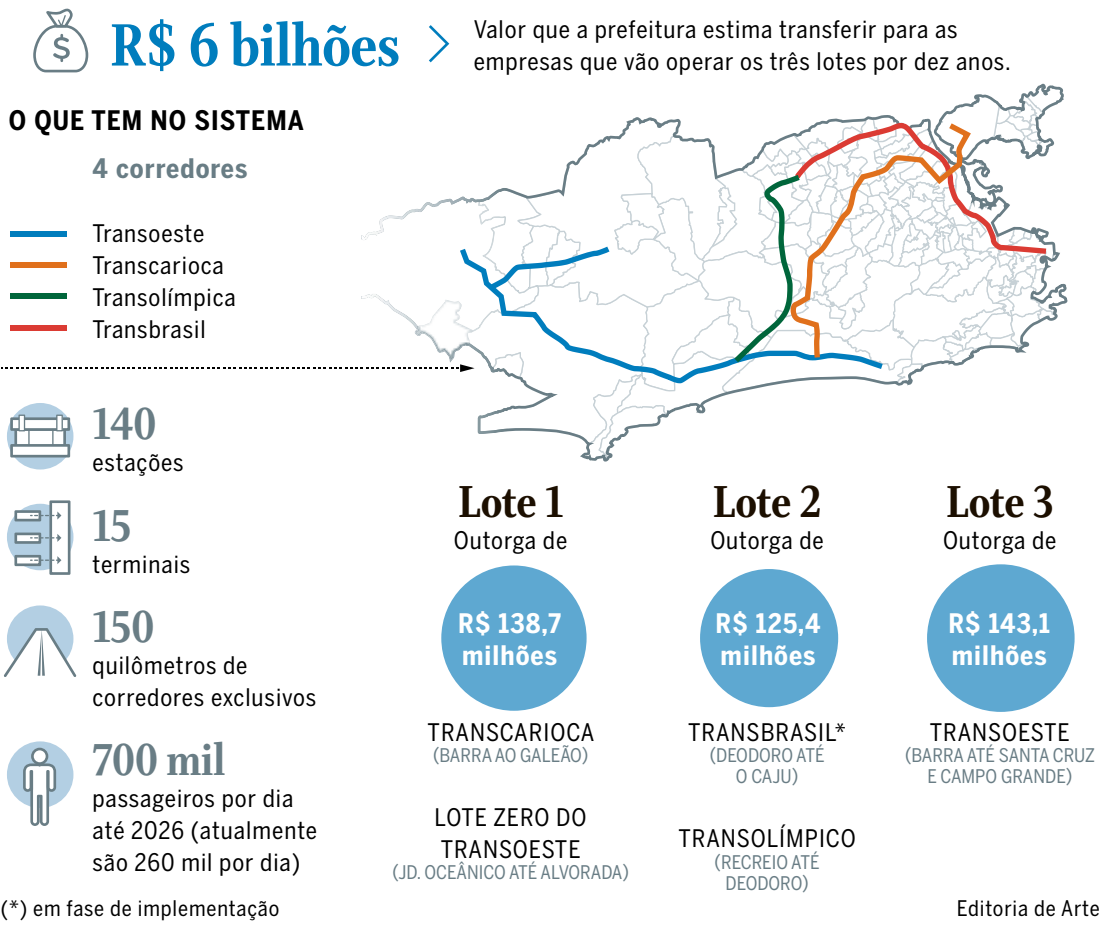 $
R$ 6 bilhões
Valor que a prefeitura estima transferir para as
empresas que vão operar os três lotes por dez anos.
O QUE TEM NO SISTEMA
4 corredores
Transoeste
Transcarioca
Transolímpica
Transbrasil
140
estações
15
terminais
150
quilômetros de
corredores exclusivos
700 mil
passageiros por dia
até 2026 (atualmente
são 260 mil por dia)
Lote 1
Outorga de
R$ 138,7
milhões
TRANSCARIOCA
(BARRA AO GALEÃO)
LOTE ZERO DO
TRANSOESTE
(JD. OCEÂNICO ATÉ ALVORADA)
Lote 2
Outorga de
R$ 125,4
milhões
TRANSBRASIL*
(DEODORO ATÉ
O CAJU)
TRANSOLÍMPICO
(RECREIO ATÉ
DEODORO)
Lote 3
Outorga de
R$ 143,1
milhões
TRANSOESTE
(BARRA ATÉ SANTA CRUZ
E CAMPO GRANDE)
(*) em fase de implementação
Editoria de Arte